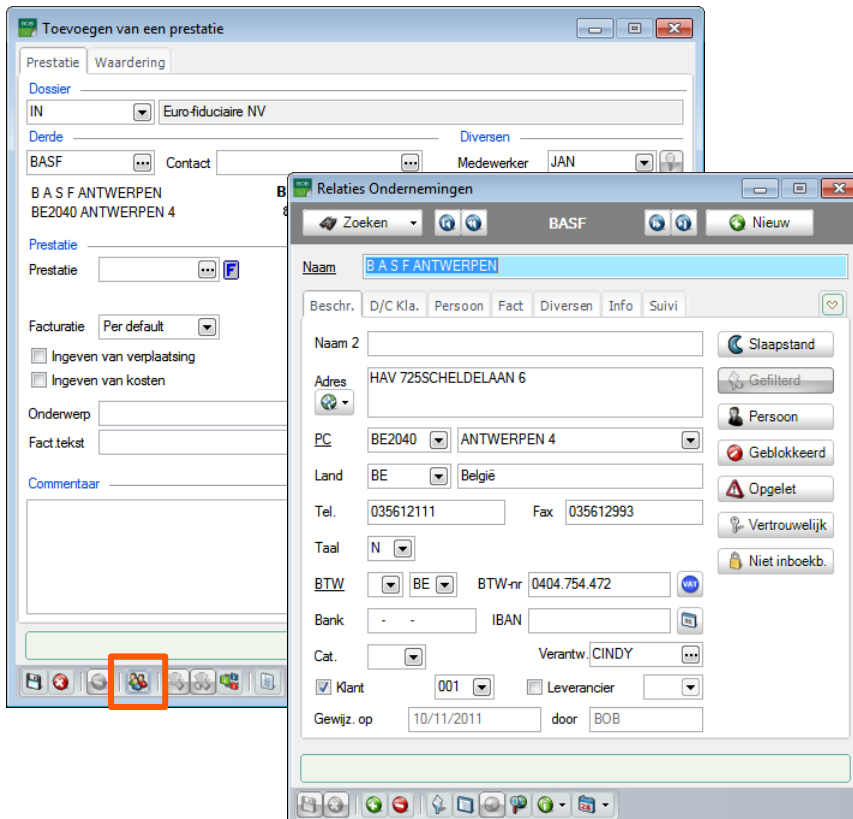 Toevoegen van een prestatie
Prestatie Waardering
Dossier
IN Euro-fiduciaire NV
Derde Diversen
BASF Contact Medewerker JAN
B A S F ANTWERPEN B
BE2040 ANTWERPEN 4
Prestatie
Prestatie F
Facturatie Per default
Ingeven van verplaatsing
Ingeven van kosten
Onderwerp
Fact.tekst
Commentaar
Relaties Ondernemingen
Zoeken BASF Nieuw
Naam B A S F ANTWERPEN
Beschr. D/C Kla. Persoon Fact Diversen Info Suivi
Naam 2 Slaapstand
Adres HAV 725SCHELDELAAN 6 Gefilterd
Persoon
PC BE2040 ANTWERPEN 4 Geblokkeerd
Land BE België Opgelet
Tel. 035612111 Fax 035612993 Vertrouwelijk
Taal N Niet inboekb.
BTW BE BTW-nr 0404.754.472 VAT
Bank - - IBAN
Cat. Verantw. CINDY
Klant 001 Leverancier
Gewijz. op 10/11/2011 door BOB